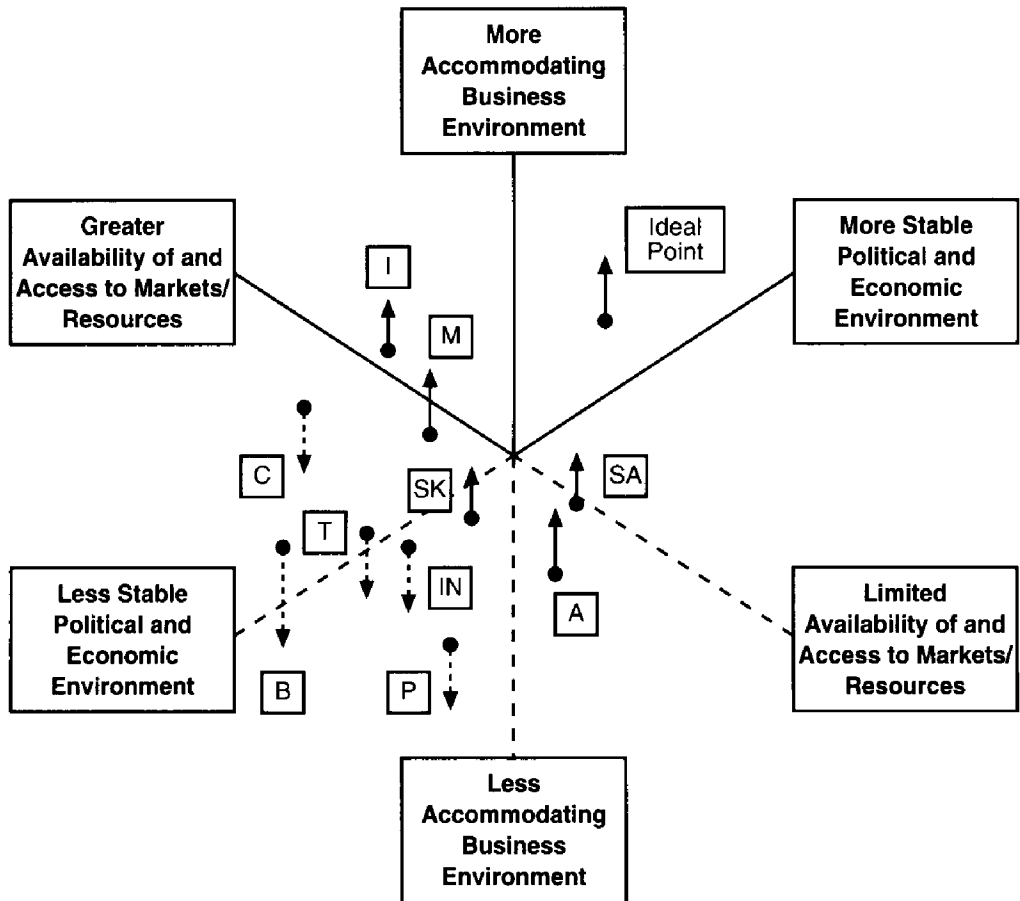 More
Accommodating
Business
Environment
Greater
Availability of and
Access to Markets/
Resources
Ideal
Point
More Stable
Political and
Economic
Environment
I
M
C
SK
SA
T
IN
A
B
P
Less Stable
Political and
Economic
Environment
Limited
Availability of and
Access to Markets/
Resources
Less
Accommodating
Business
Environment